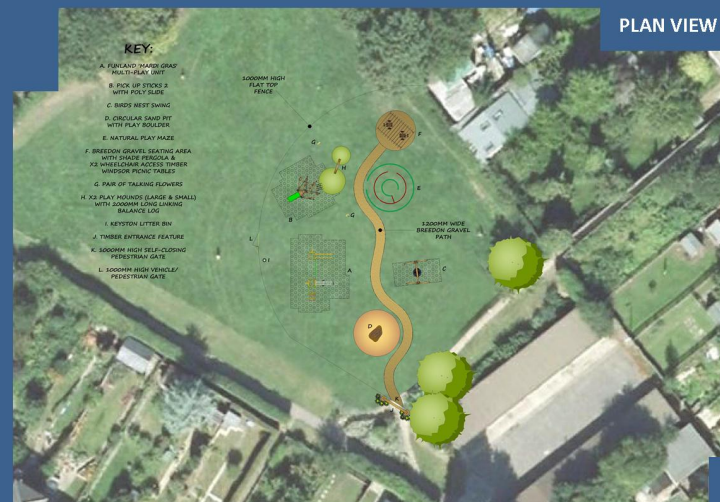 PLAN VIEW
KEY:
A. FUNLAND 'MARDI GRAS'
MULTI-PLAY UNIT
B. PICK UP STICKS 2
WITH POLY SLIDE
C. BIRDS NEST SWING
D. CIRCULAR SAND PIT
WITH PLAY BOULDER
E. NATURAL PLAY MAZE
F. BREEDON GRAVEL SEATING AREA
WITH SHADE PERGOLA &
X2 WHEELCHAIR ACCESS TIMBER
WINDSOR PICNIC TABLES
G. PAIR OF TALKING FLOWERS
H. X2 PLAY MOUNDS (LARGE & SMALL)
WITH 2000MM LONG LINKING
BALANCE LOG
I. KEYSTON LITTER BIN
J. TIMBER ENTRANCE FEATURE
K. 1000MM HIGH SELF-CLOSING
PEDESTRIAN GATE
L. 1000MM HIGH VEHICLE/
PEDESTRIAN GATE
1000MM HIGH
FLAT TOP
FENCE
F
G
H
E
B
G
1200MM WIDE
BREEDON GRAVEL
PATH
L
I
A
C
D